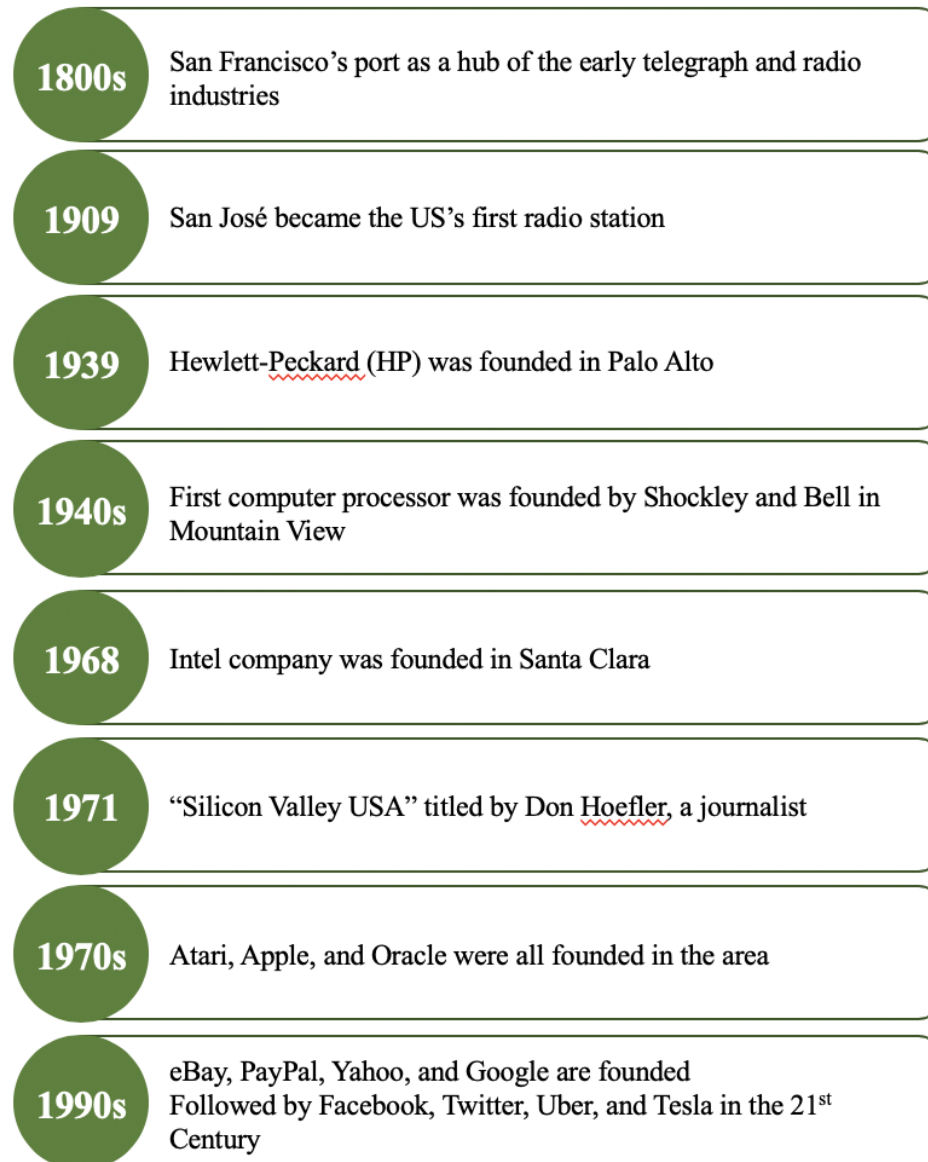 1800s
San Francisco’s port as a hub of the early telegraph and radio
industries
1909
San José became the US’s first radio station
1939
Hewlett-Peckard (HP) was founded in Palo Alto
1940s
First computer processor was founded by Shockley and Bell in
Mountain View
1968
Intel company was founded in Santa Clara
1971
“Silicon Valley USA” titled by Don Hoefler, a journalist
1970s
Atari, Apple, and Oracle were all founded in the area
1990s
eBay, PayPal, Yahoo, and Google are founded
Followed by Facebook, Twitter, Uber, and Tesla in the 21st
Century